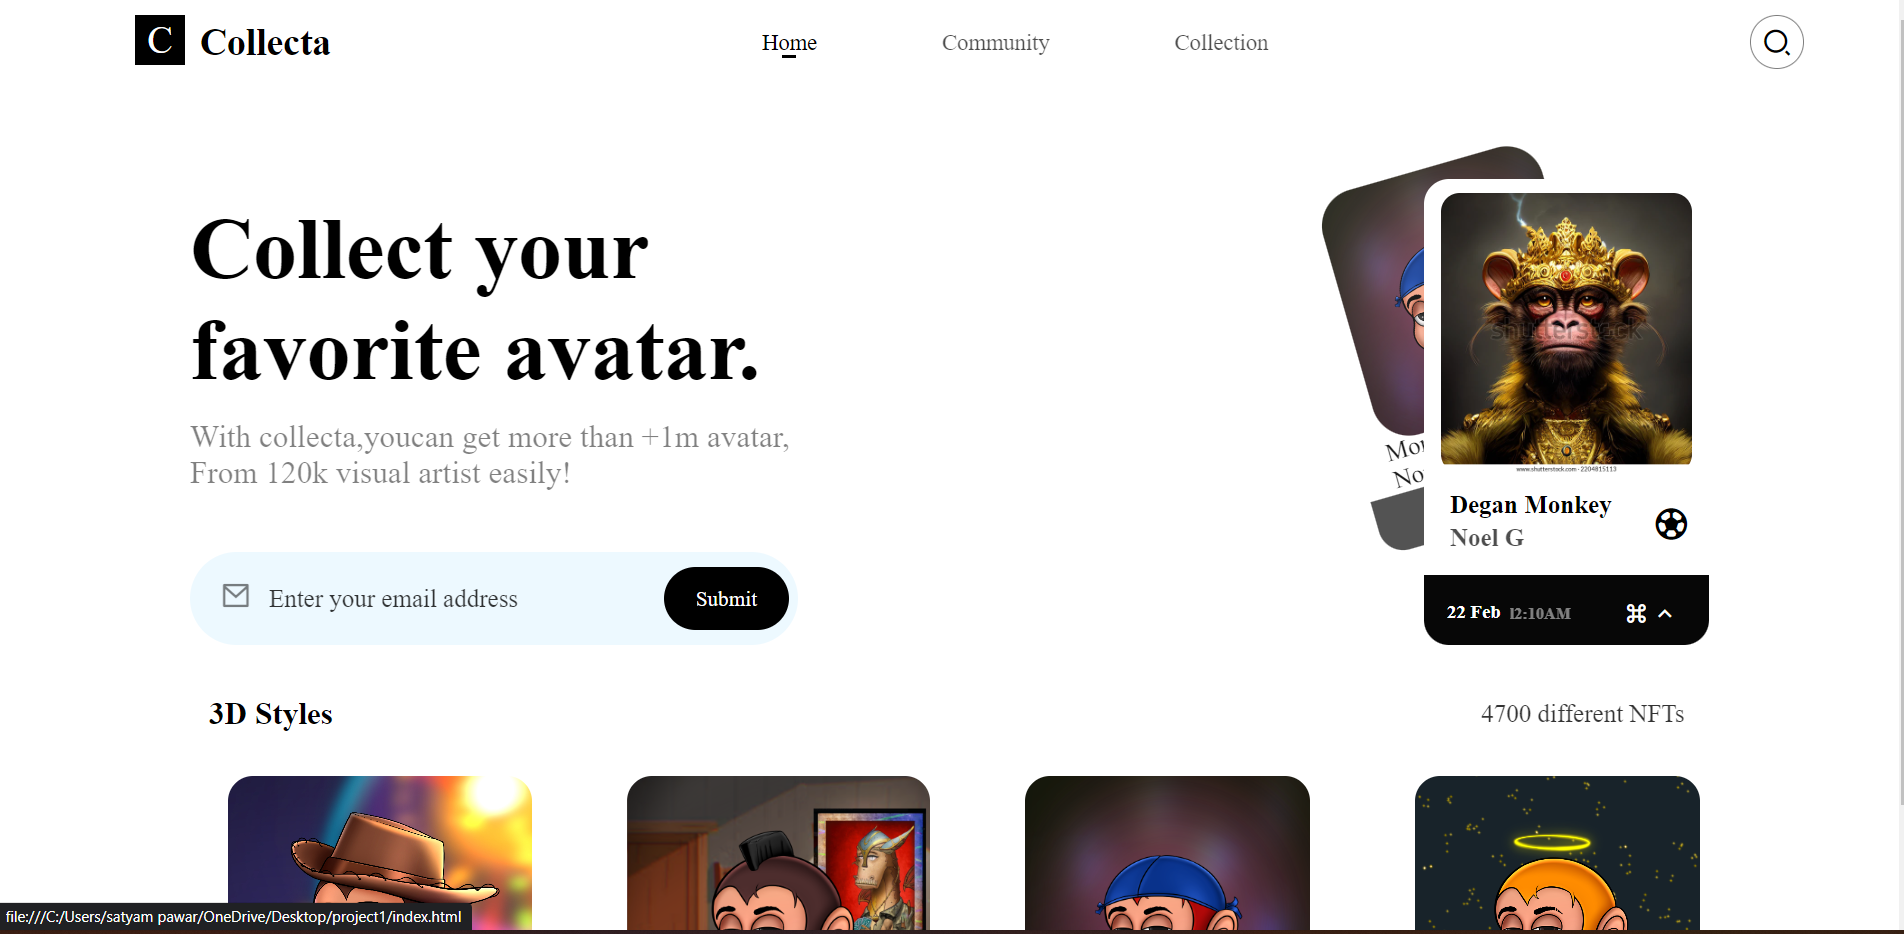 C Collecta
Home Community Collection
Collect your
favorite avatar.
With collecta,youcan get more than +1m avatar,
From 120k visual artist easily!
Enter your email address
Submit
Mon
No
shutterstock
www.shutterstock.com · 2204815113
Degan Monkey
Noel G
22 Feb 12:10AM
3D Styles
4700 different NFTs
file:///C:/Users/satyam pawar/OneDrive/Desktop/project1/index.html